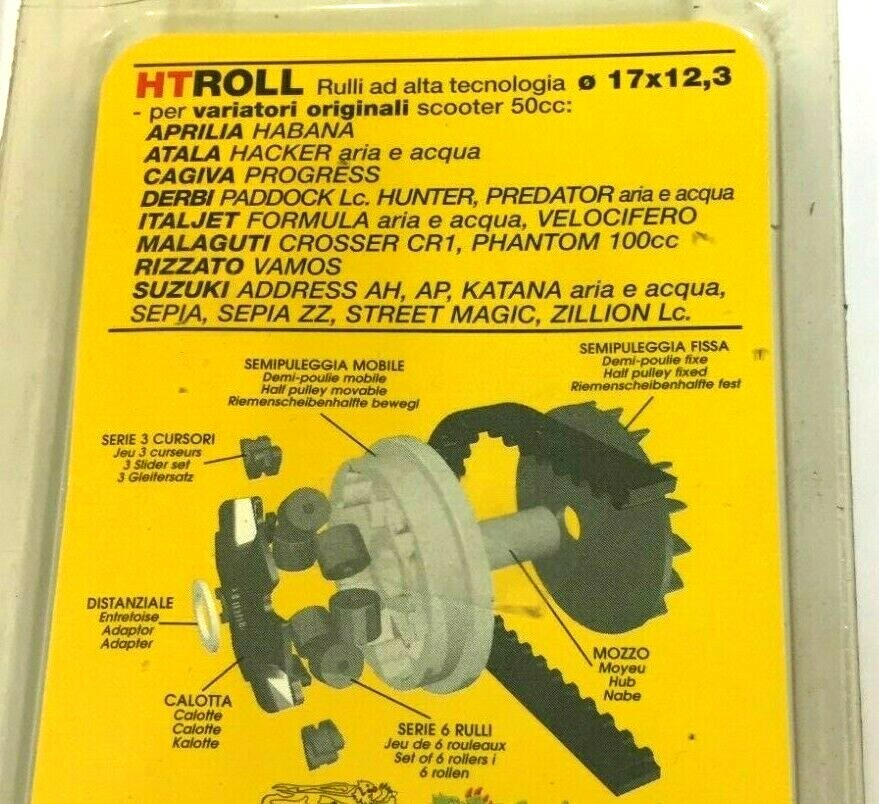 HTROLL Rulli ad alta tecnologia ø 17x12,3
- per variatori originali scooter 50cc:
APRILIA HABANA
ATALA HACKER aria e acqua
CAGIVA PROGRESS
DERBI PADDOCK Lc. HUNTER, PREDATOR aria e acqua
ITALJET FORMULA aria e acqua, VELOCIFERO
MALAGUTI CROSSER CR1, PHANTOM 100cc
RIZZATO VAMOS
SUZUKI ADDRESS AH, AP, KATANA aria e acqua,
SEPIA, SEPIA ZZ, STREET MAGIC, ZILLION Lc.
SEMIPULEGGIA FISSA
Demi-poulie fixe
Half pulley fixed
Riemenscheibenhalfte fest
SEMIPULEGGIA MOBILE
Demi-poulie mobile
Half pulley movable
Riemenscheibenhalfte bewegl
SERIE 3 CURSORI
Jeu 3 curseurs
3 Slider set
3 Gleitersatz
DISTANZIALE
Entretoise
Adaptor
Adapter
MOZZO
Moyeu
Hub
Nabe
CALOTTA
Calotte
Calotte
Kalotte
SERIE 6 RULLI
Jeu de 6 rouleaux
Set of 6 rollers i
6 rollen